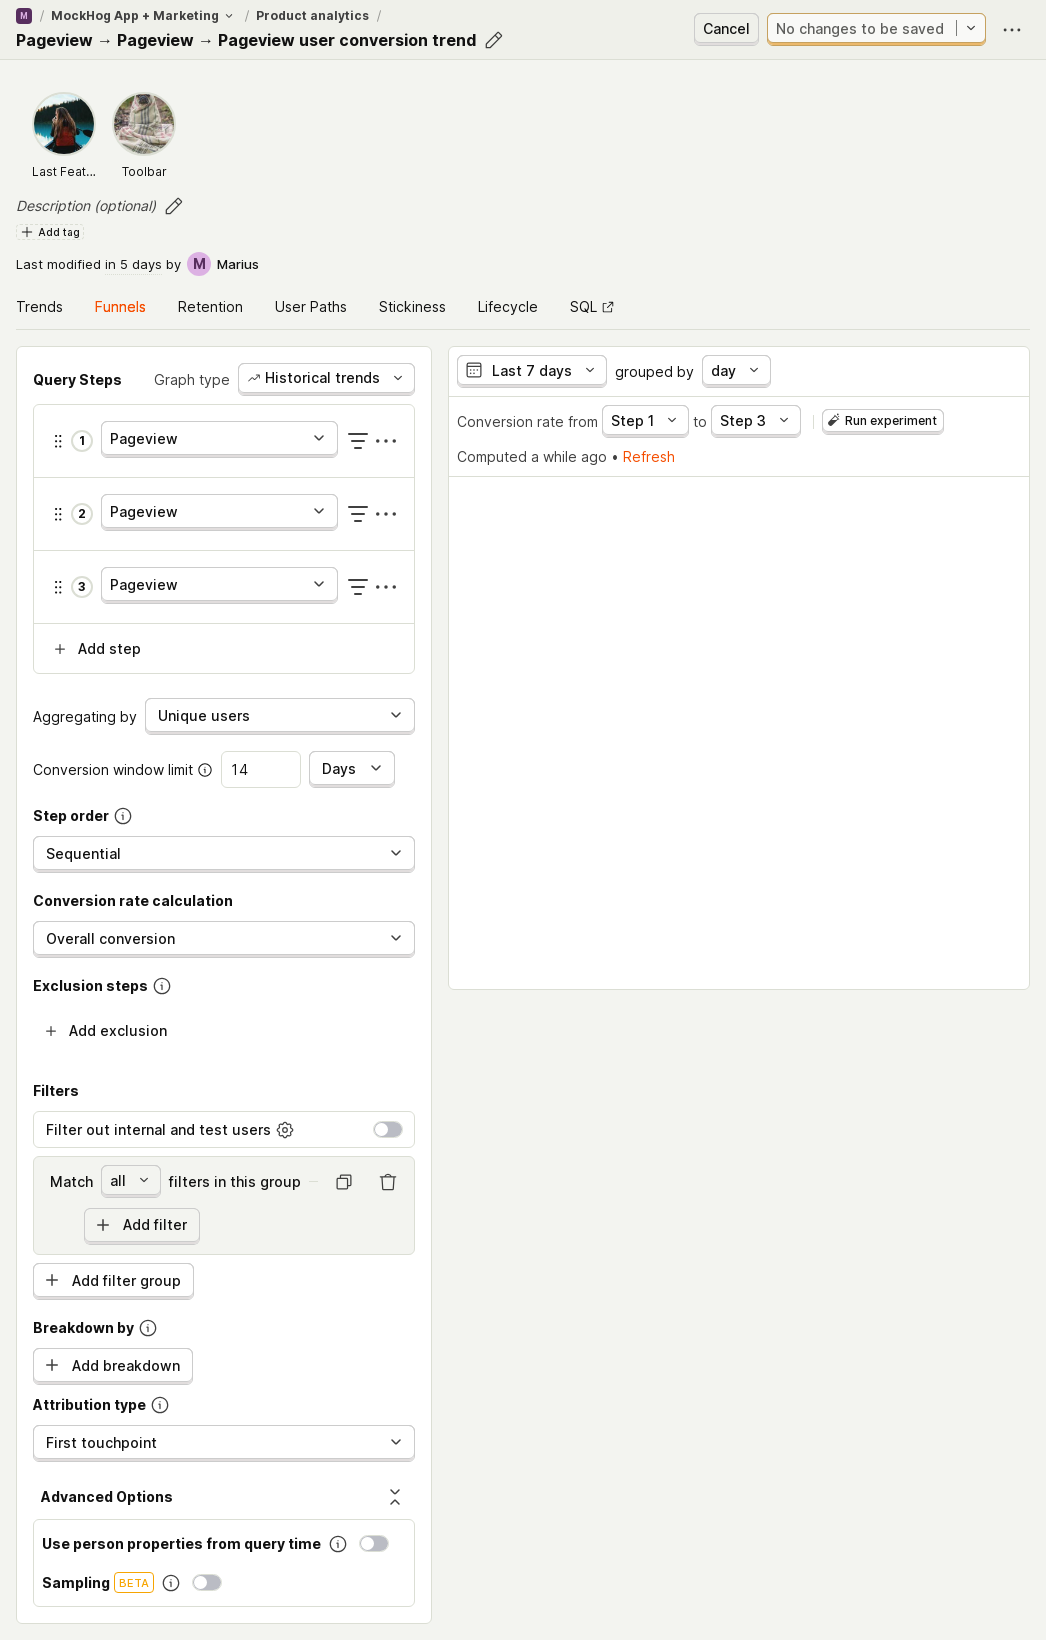 M / MockHog App + Marketing / Product analytics /
Pageview → Pageview → Pageview user conversion trend
Cancel
No changes to be saved
Last Feat...
Toolbar
Description (optional)
Add tag
Last modified in 5 days by M Marius
Trends Funnels Retention User Paths Stickiness Lifecycle SQL
Query Steps Graph type Historical trends
1 Pageview
2 Pageview
3 Pageview
Add step
Aggregating by Unique users
Conversion window limit 14 Days
Step order
Sequential
Conversion rate calculation
Overall conversion
Exclusion steps
Add exclusion
Filters
Filter out internal and test users
Match all filters in this group
Add filter
Add filter group
Breakdown by
Add breakdown
Attribution type
First touchpoint
Advanced Options
Use person properties from query time
Sampling BETA
Last 7 days grouped by day
Conversion rate from Step 1 to Step 3 Run experiment
Computed a while ago • Refresh